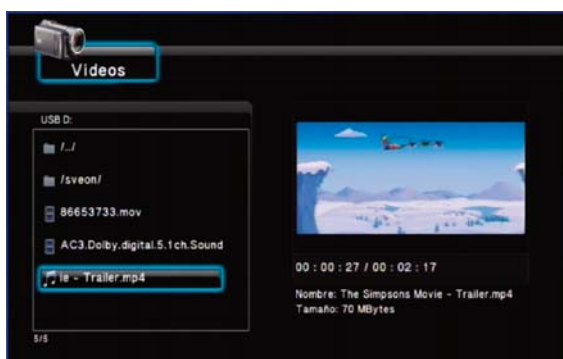 Videos
USB D:
/../
/sveon/
86653733.mov
AC3.Dolby.digital.5.1ch.Sound
ie - Trailer.mp4
5/5
00 : 00 : 27 / 00 : 02 : 17
Nombre: The Simpsons Movie - Trailer.mp4
Tamaño: 70 MBytes